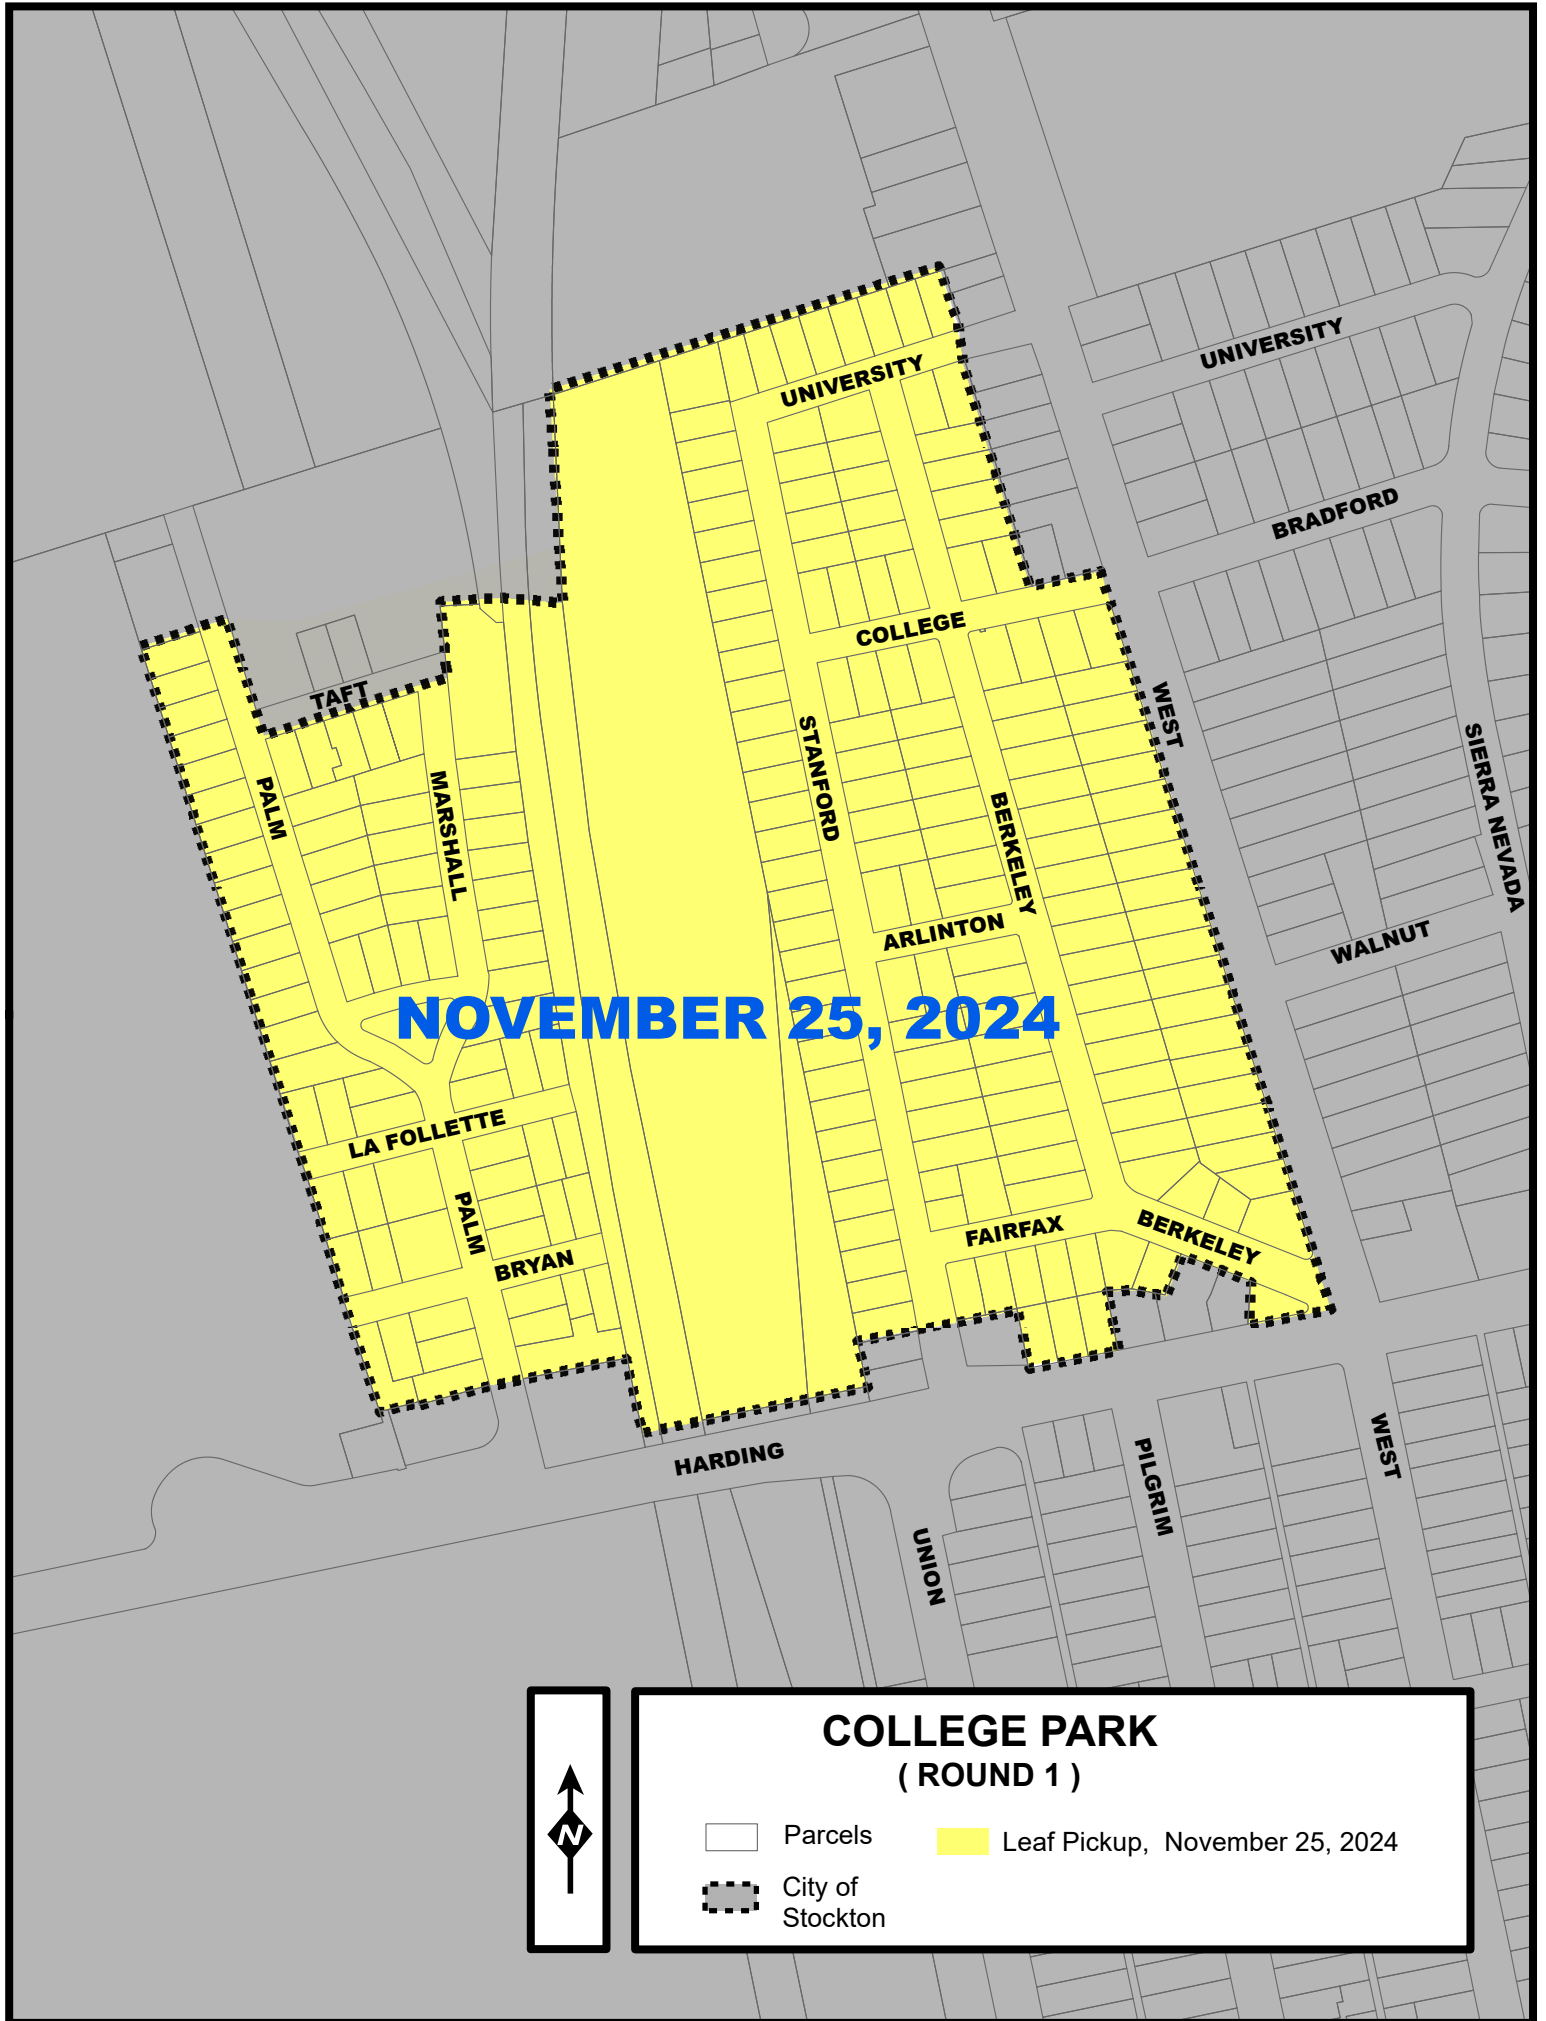 UNIVERSITY
UNIVERSITY
BRADFORD
COLLEGE
TAFT
WEST
STANFORD
SIERRA NEVADA
PALM
MARSHALL
BERKELEY
ARLINTON
WALNUT
NOVEMBER 25, 2024
LA FOLLETTE
PALM
BRYAN
FAIRFAX
BERKELEY
HARDING
PILGRIM
WEST
UNION
COLLEGE PARK
( ROUND 1 )
N
Parcels
Leaf Pickup, November 25, 2024
City of
Stockton